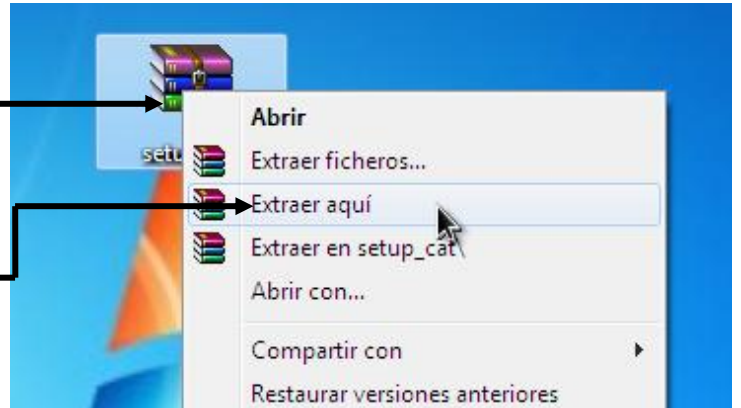 setu
Abrir
Extraer ficheros...
Extraer aquí
Extraer en setup_cat\
Abrir con...
Compartir con
Restaurar versiones anteriores